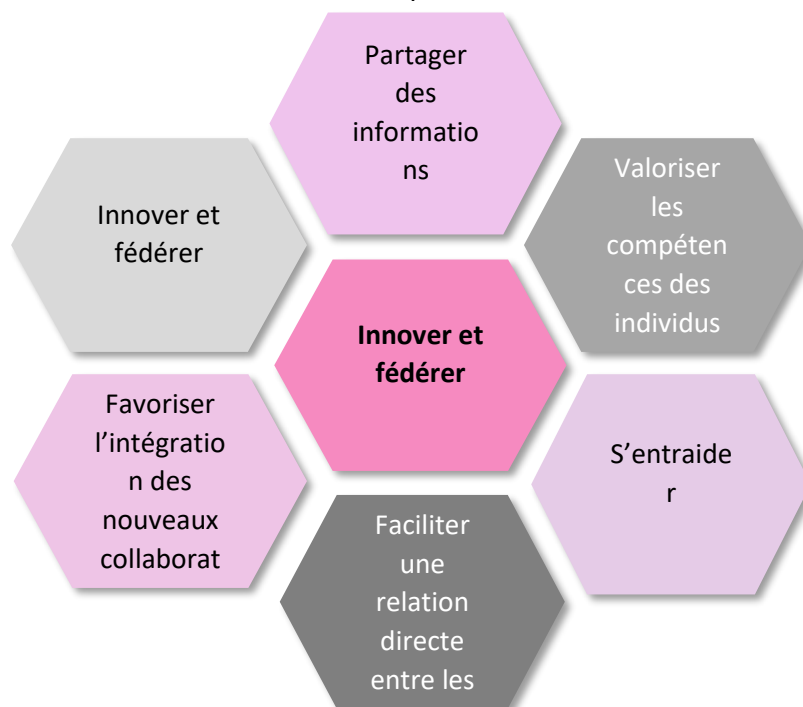 Partager
des
informatio
ns
Innover et
fédérer
Valoriser
les
compéten
ces des
individus
Innover et
fédérer
Favoriser
l’intégratio
n des
nouveaux
collaborat
S’entraide
r
Faciliter
une
relation
directe
entre les